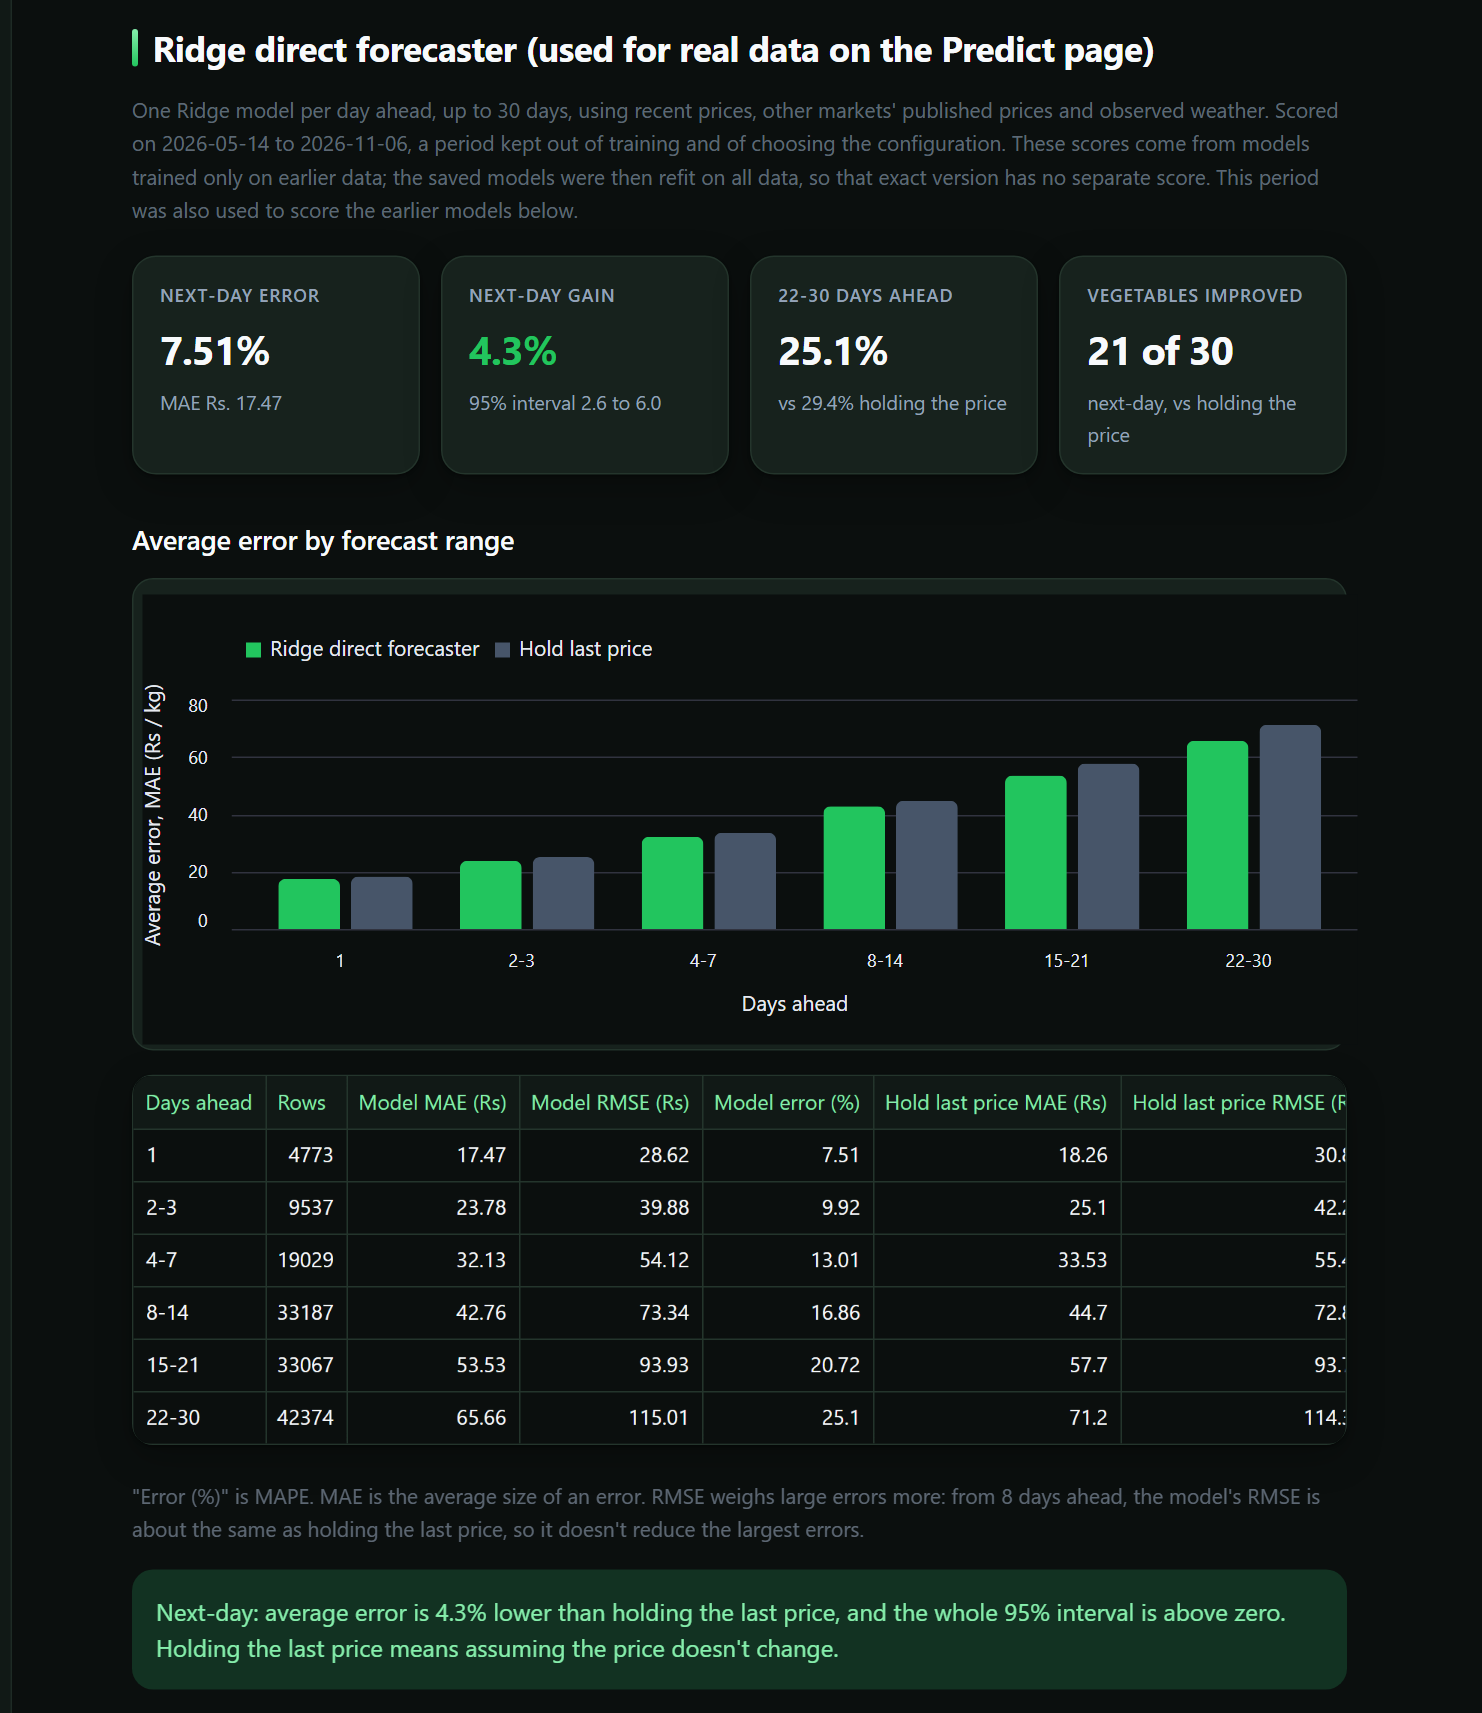 Ridge direct forecaster (used for real data on the Predict page)
One Ridge model per day ahead, up to 30 days, using recent prices, other markets' published prices and observed weather. Scored
on 2026-05-14 to 2026-11-06, a period kept out of training and of choosing the configuration. These scores come from models
trained only on earlier data; the saved models were then refit on all data, so that exact version has no separate score. This period
was also used to score the earlier models below.
NEXT-DAY ERROR
7.51%
MAE Rs. 17.47
NEXT-DAY GAIN
4.3%
95% interval 2.6 to 6.0
22-30 DAYS AHEAD
25.1%
vs 29.4% holding the price
VEGETABLES IMPROVED
21 of 30
next-day, vs holding the
price
Average error by forecast range
Ridge direct forecaster Hold last price
Average error, MAE (Rs / kg)
80
60
40
20
0
1 2-3 4-7 8-14 15-21 22-30
Days ahead
Days ahead Rows Model MAE (Rs) Model RMSE (Rs) Model error (%) Hold last price MAE (Rs) Hold last price RMSE
1 4773 17.47 28.62 7.51 18.26
2-3 9537 23.78 39.88 9.92 25.1
4-7 19029 32.13 54.12 13.01 33.53
8-14 33187 42.76 73.34 16.86 44.7
15-21 33067 53.53 93.93 20.72 57.7
22-30 42374 65.66 115.01 25.1 71.2
"Error (%)" is MAPE. MAE is the average size of an error. RMSE weighs large errors more: from 8 days ahead, the model's RMSE is
about the same as holding the last price, so it doesn't reduce the largest errors.
Next-day: average error is 4.3% lower than holding the last price, and the whole 95% interval is above zero.
Holding the last price means assuming the price doesn't change.